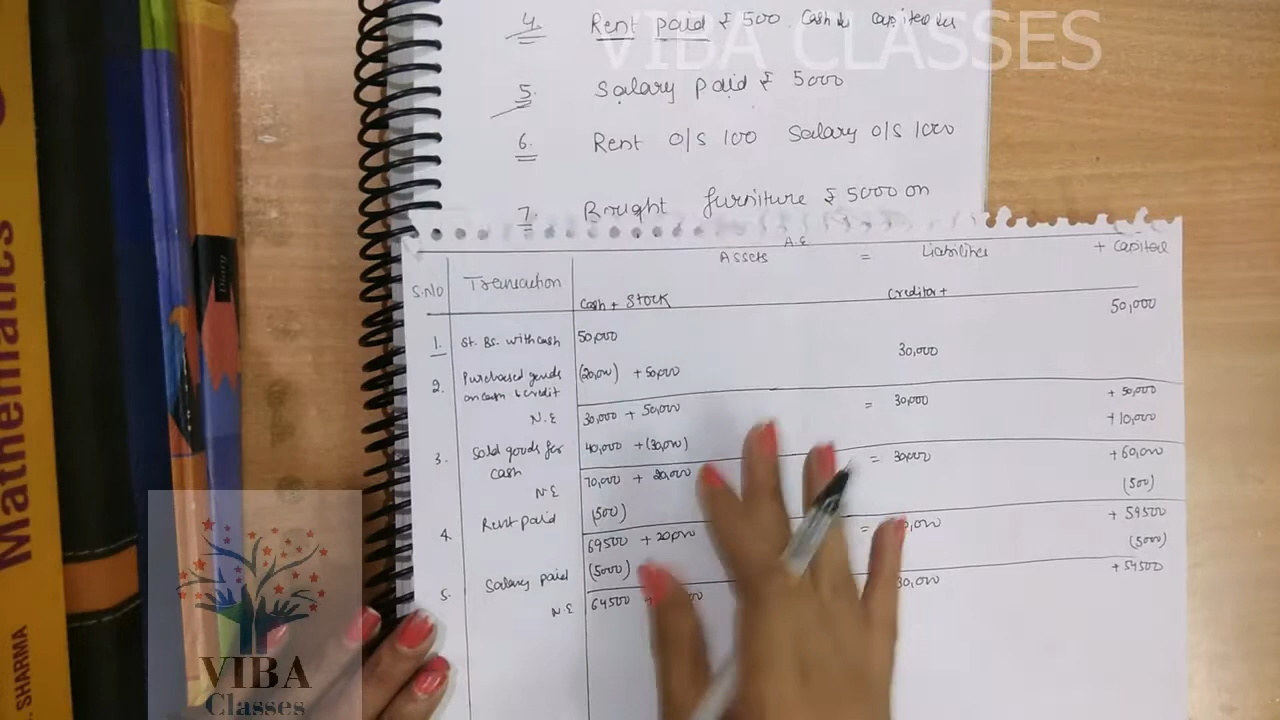 VIBA CLASSES
4. Rent paid ₹ 500 Cash ↓ Capital ↓
5. Salary paid ₹ 5000
6. Rent O/S 100 Salary O/S 1000
7. Bought furniture ₹ 5000 on
A.E
S.NO Transaction Assets = Liabilities + Capital
Cash + Stock Creditor +
1. St. Bs. with cash 50,000 50,000
2. Purchased goods on cash & credit (20,000) + 50,000 30,000
N.E 30,000 + 50,000 = 30,000 + 50,000
3. Sold goods for cash 40,000 + (30,000) + 10,000
N.E 70,000 + 20,000 = 30,000 + 60,000
4. Rent paid (500) (500)
69500 + 20,000 = + 59500
5. Salary paid (5000) (5000)
N.E 64500 30,000 + 54500
Mathematics
SHARMA
Diary
VIBA
Classes